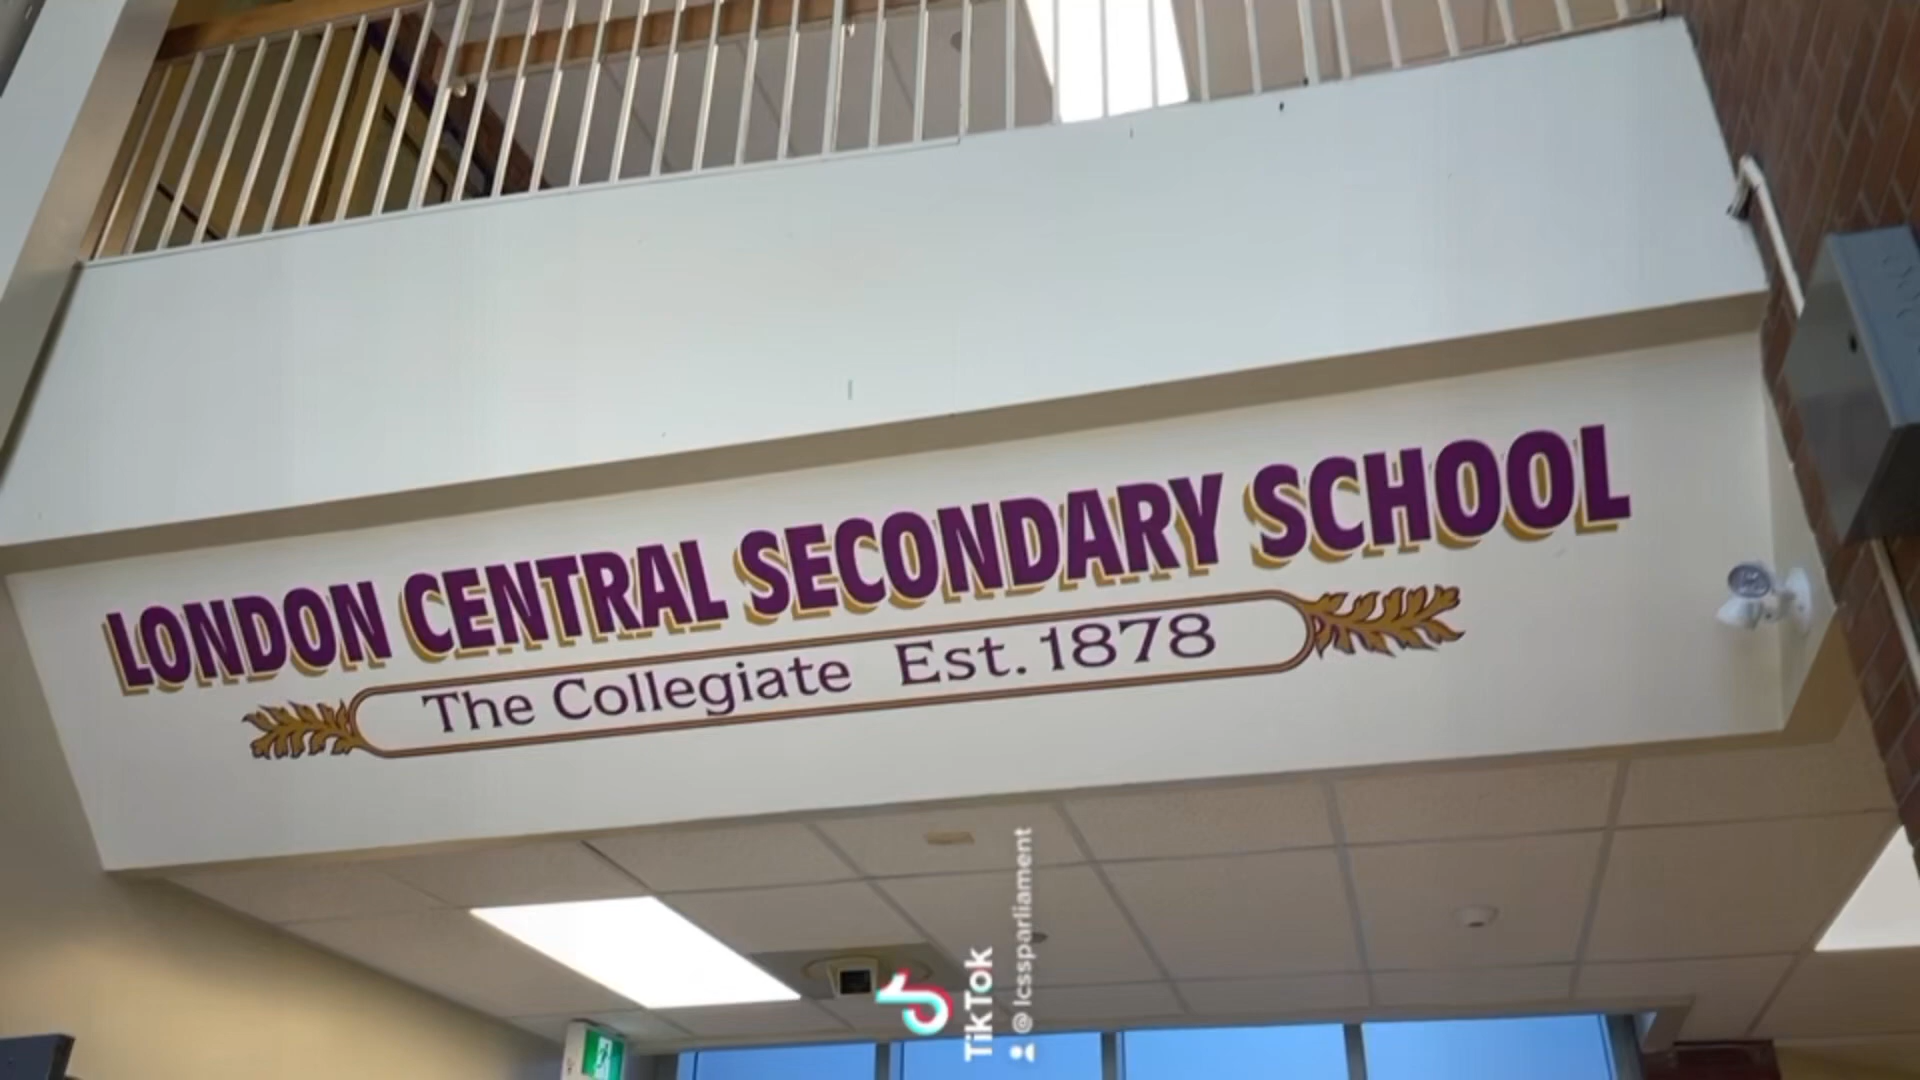 LONDON CENTRAL SECONDARY SCHOOL
The Collegiate Est. 1878
TikTok
@lcssparliament